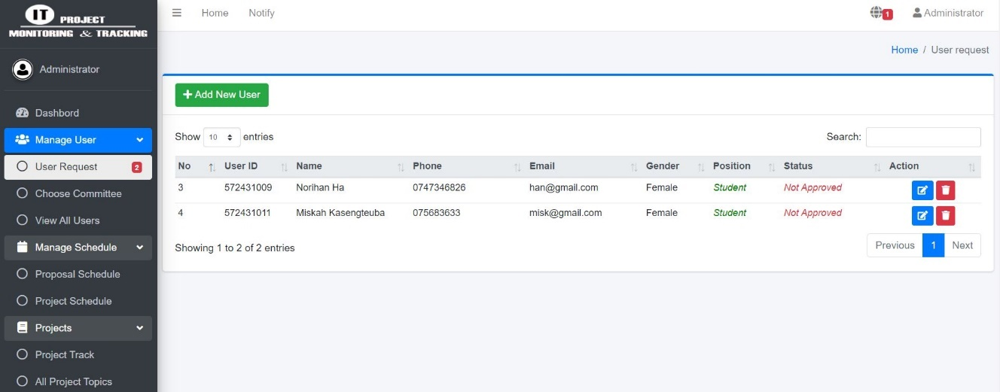 IT PROJECT
MONITORING & TRACKING
Home Notify 1 Administrator
Administrator
Home / User request
Dashbord
Manage User
User Request 2
Choose Committee
View All Users
Manage Schedule
Proposal Schedule
Project Schedule
Projects
Project Track
All Project Topics
Add New User
Show 10 entries Search:
No User ID Name Phone Email Gender Position Status Action
3 572431009 Norihan Ha 0747346826 han@gmail.com Female Student Not Approved
4 572431011 Miskah Kasengteuba 075683633 misk@gmail.com Female Student Not Approved
Showing 1 to 2 of 2 entries Previous 1 Next